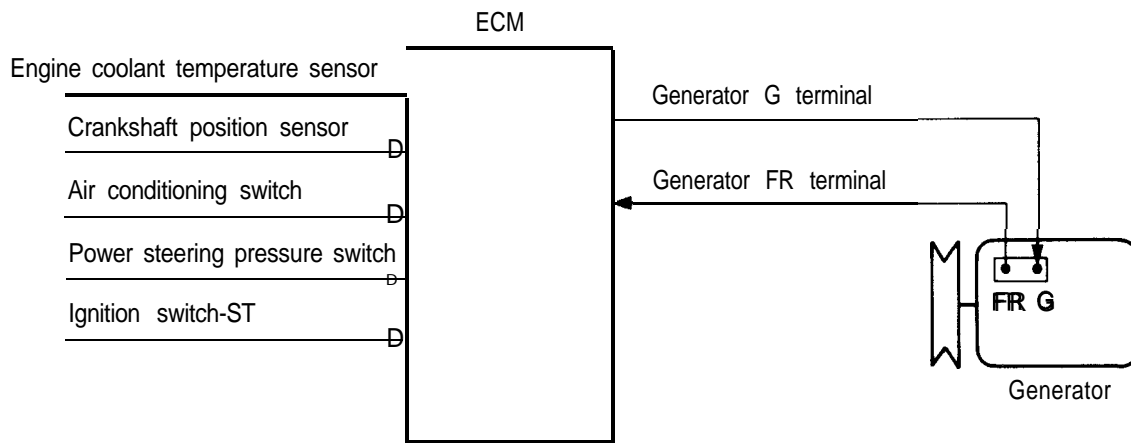 ECM
Engine coolant temperature sensor
Crankshaft position sensor
D
Air conditioning switch
D
Power steering pressure switch
D
Ignition switch-ST
D
Generator G terminal
Generator FR terminal
FR G
Generator